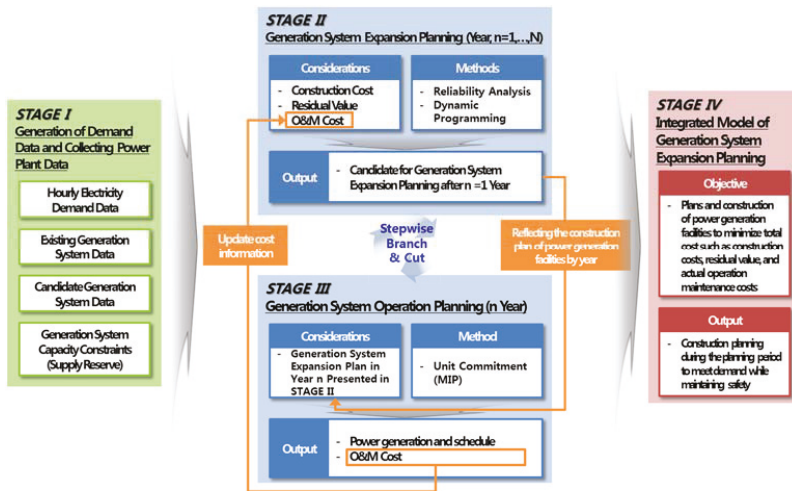 STAGE I
Generation of Demand
Data and Collecting Power
Plant Data
Hourly Electricity
Demand Data
Existing Generation
System Data
Candidate Generation
System Data
Generation System
Capacity Constraints
(Supply Reserve)
Update cost
information
STAGE II
Generation System Expansion Planning (Year, n=1,...,N)
Considerations
- Construction Cost
- Residual Value
- O&M Cost
Methods
- Reliability Analysis
- Dynamic
Programming
Output
- Candidate for Generation System
Expansion Planning after n =1 Year
Stepwise
Branch
& Cut
Reflecting the construction
plan of power generation
facilities by year
STAGE III
Generation System Operation Planning (n Year)
Considerations
- Generation System
Expansion Plan in
Year n Presented in
STAGE II
Method
- Unit Commitment
(MIP)
Output
- Power generation and schedule
- O&M Cost
STAGE IV
Integrated Model of
Generation System
Expansion Planning
Objective
- Plans and construction
of power generation
facilities to minimize total
cost such as construction
costs, residual value, and
actual operation
maintenance costs
Output
- Construction planning
during the planning period
to meet demand while
maintaining safety